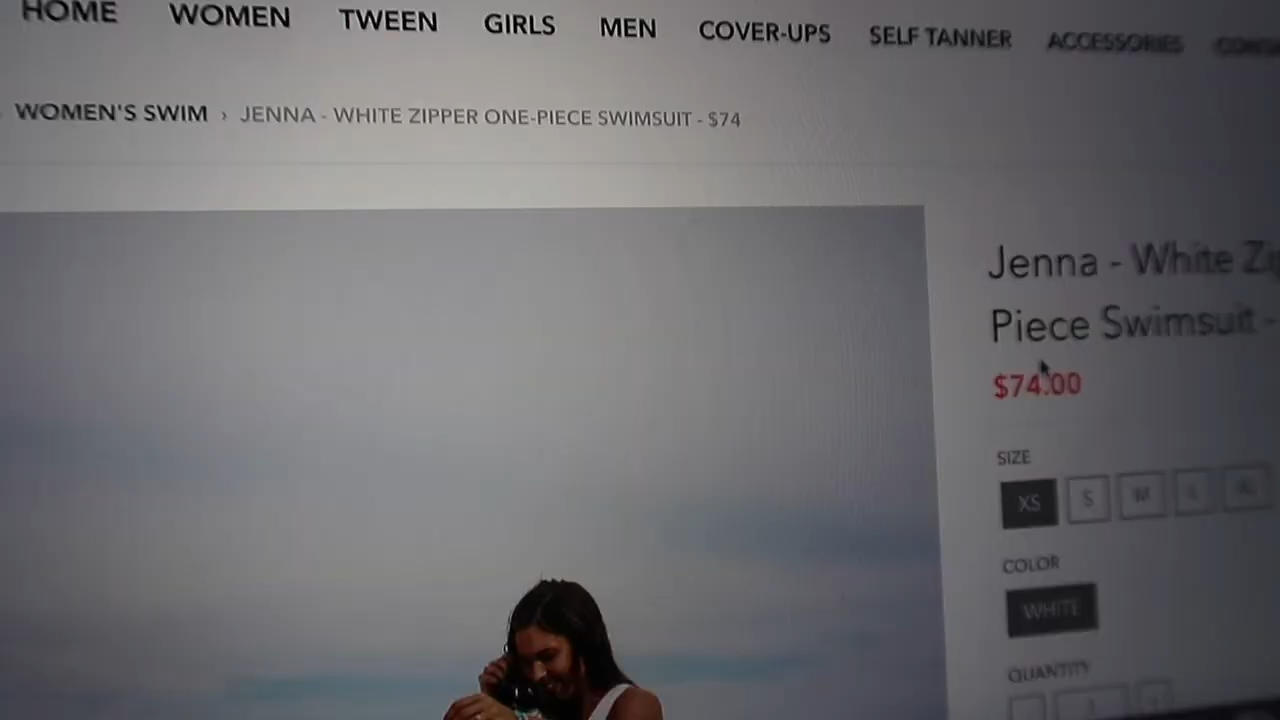 HOME WOMEN TWEEN GIRLS MEN COVER-UPS SELF TANNER ACCESSORIES
WOMEN'S SWIM › JENNA - WHITE ZIPPER ONE-PIECE SWIMSUIT - $74
Jenna - White
Piece Swimsuit -
$74.00
SIZE
XS S M L XL
COLOR
WHITE
QUANTITY